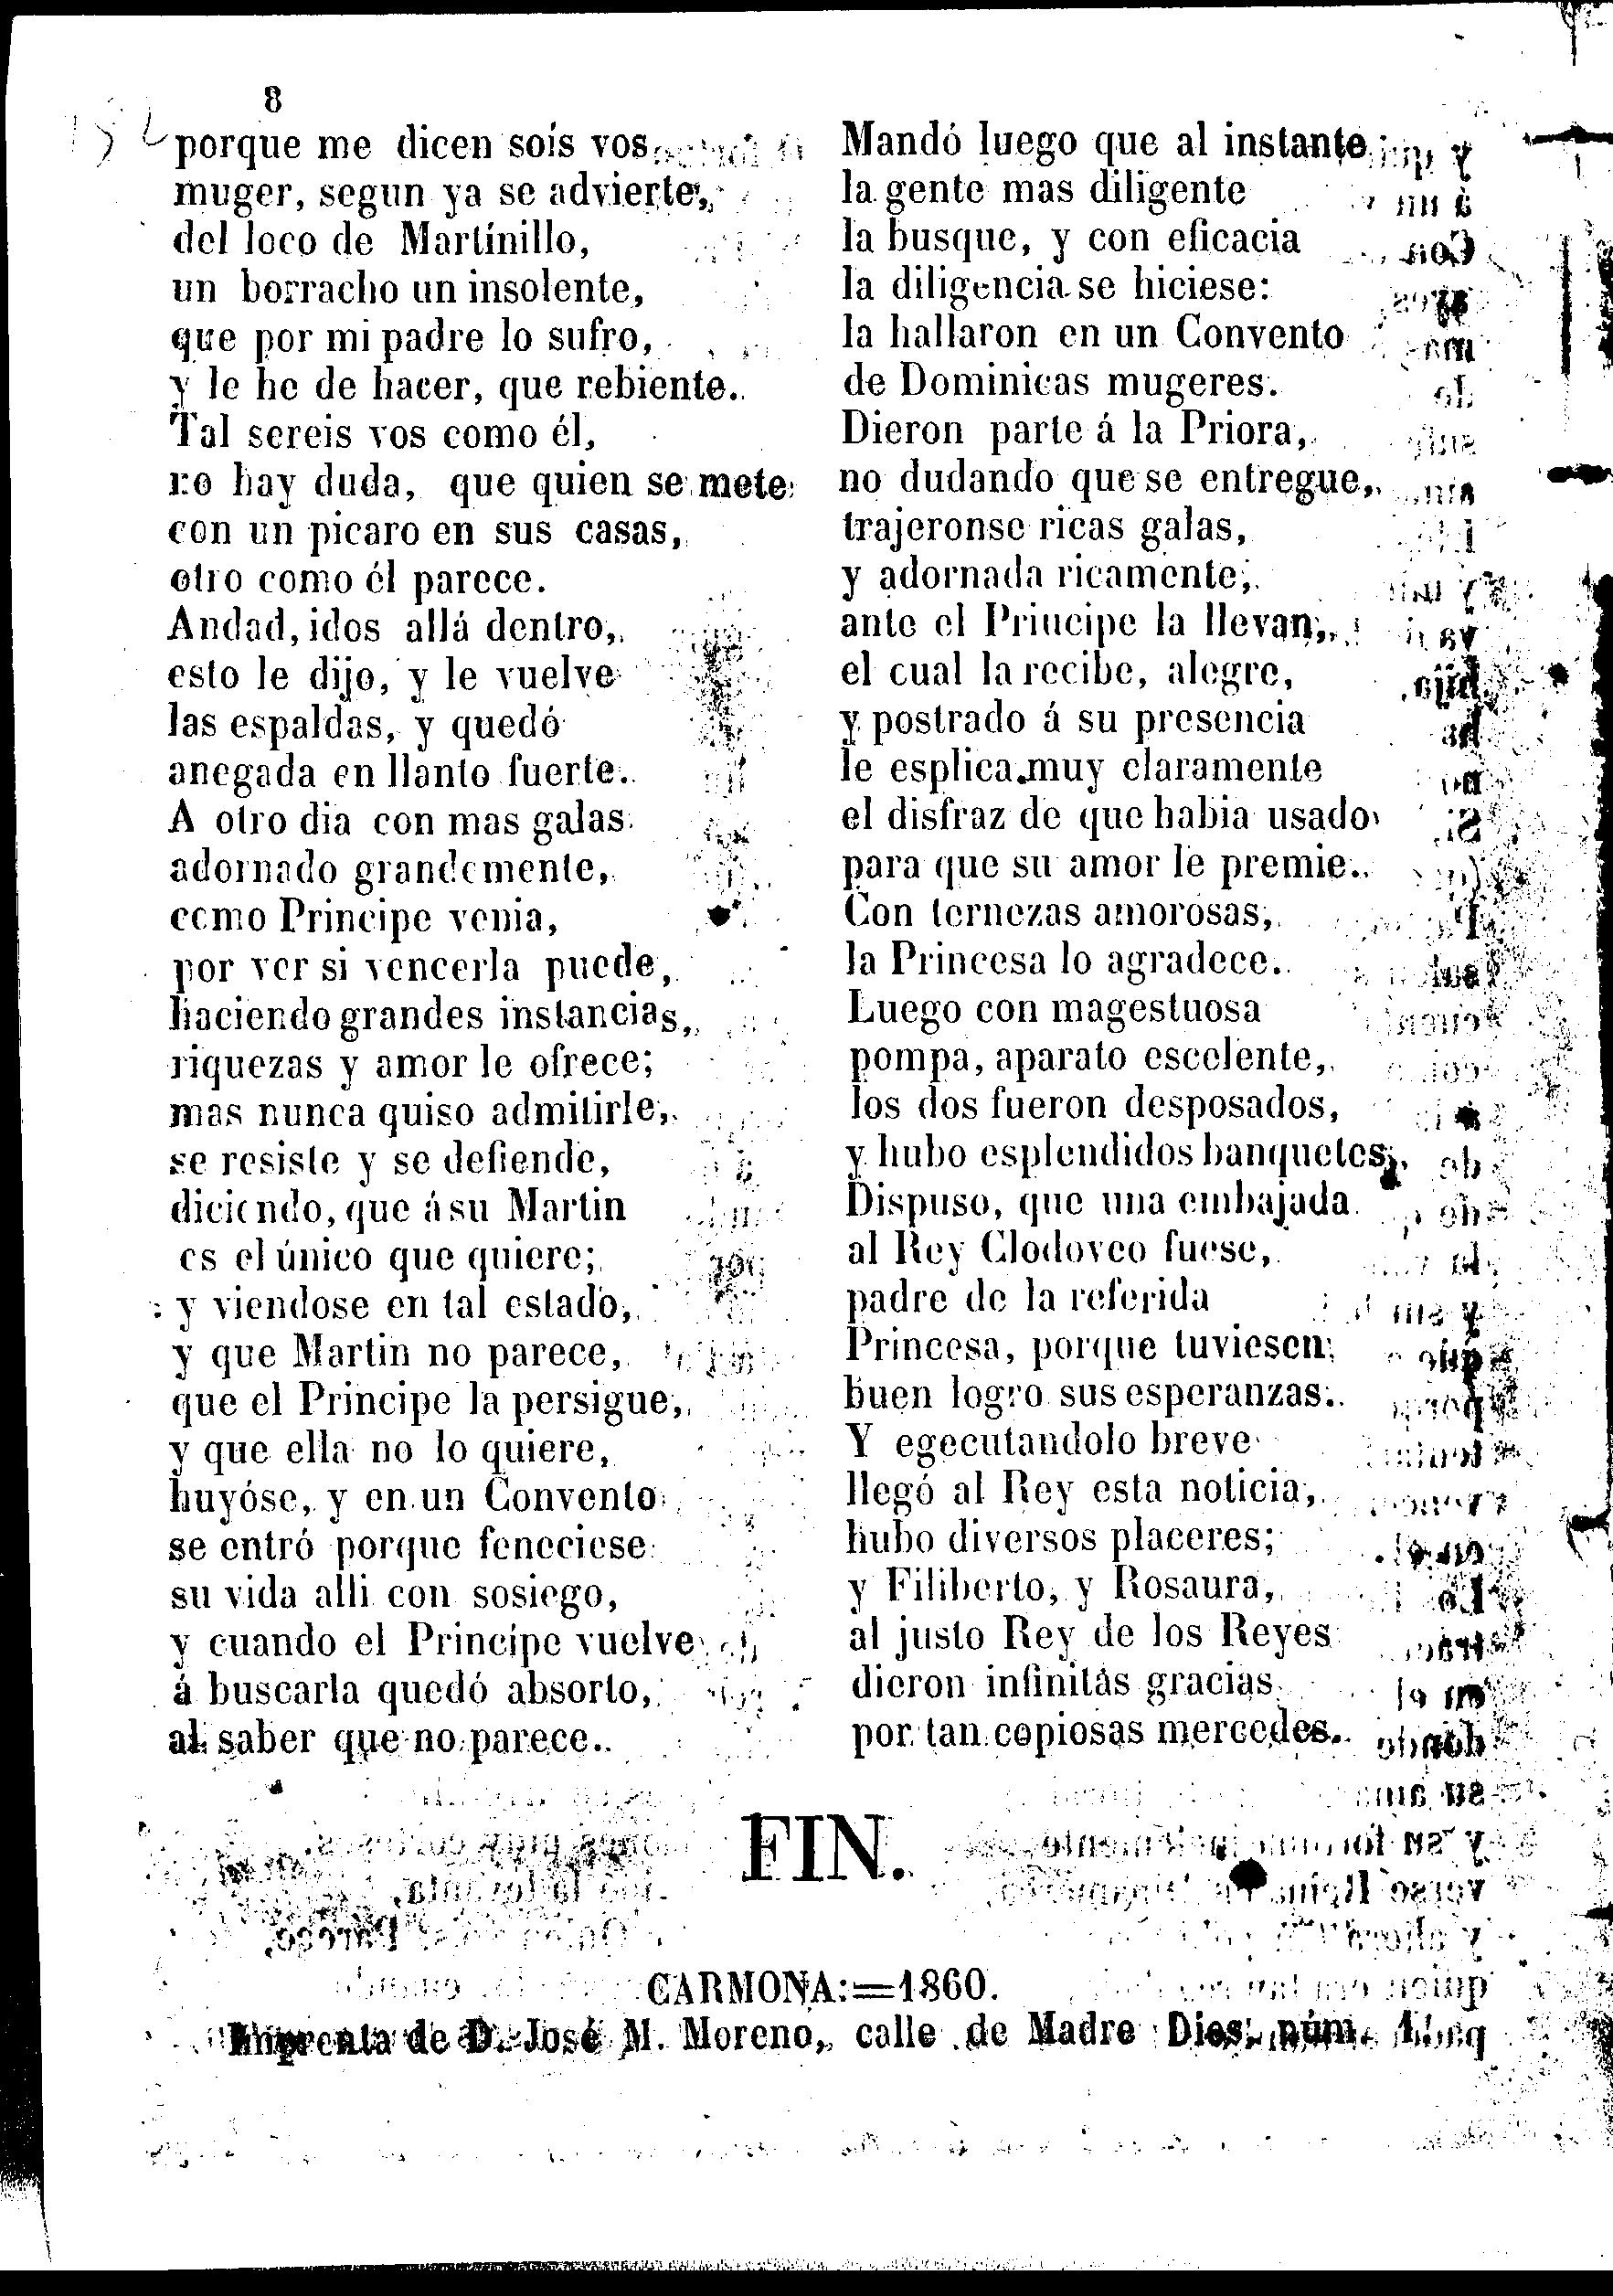 8
porque me dicen sois vos
muger, segun ya se advierte,
del loco de Martinillo,
un borracho un insolente,
que por mi padre lo sufro,
y le he de hacer, que rebiente.
Tal sereis vos como él,
no hay duda, que quien se mete
con un picaro en sus casas,
otro como él parece.
Andad, idos allá dentro,
esto le dijo, y le vuelve
las espaldas, y quedó
anegada en llanto fuerte.
A otro dia con mas galas
adornado grandemente,
como Principe venia,
por ver si vencerla puede,
haciendo grandes instancias,
riquezas y amor le ofrece;
mas nunca quiso admitirle,
se resiste y se defiende,
diciendo, que á su Martin
es el único que quiere;
y viendose en tal estado,
y que Martin no parece,
que el Principe la persigue,
y que ella no lo quiere,
huyóse, y en un Convento
se entró porque feneciese
su vida alli con sosiego,
y cuando el Principe vuelve
á buscarla quedó absorto,
al saber que no parece.
Mandó luego que al instante
la gente mas diligente
la busque, y con eficacia
la diligencia se hiciese:
la hallaron en un Convento
de Dominicas mugeres.
Dieron parte á la Priora,
no dudando que se entregue,
trajeronse ricas galas,
y adornada ricamente,
ante el Principe la llevan,
el cual la recibe, alegre,
y postrado á su presencia
le esplica muy claramente
el disfraz de que habia usado
para que su amor le premie.
Con ternezas amorosas,
la Princesa lo agradece.
Luego con magestuosa
pompa, aparato escelente,
los dos fueron desposados,
y hubo esplendidos banquetes,
Dispuso, que una embajada
al Rey Clodoveo fuese,
padre de la referida
Princesa, porque tuviesen
buen logro sus esperanzas.
Y egecutandolo breve
llegó al Rey esta noticia,
hubo diversos placeres;
y Filiberto, y Rosaura,
al justo Rey de los Reyes
dieron infinitas gracias
por tan copiosas mercedes.
FIN.
CARMONA:=1860.
Imprenta de D. José M. Moreno, calle de Madre Dios, núm. 1.